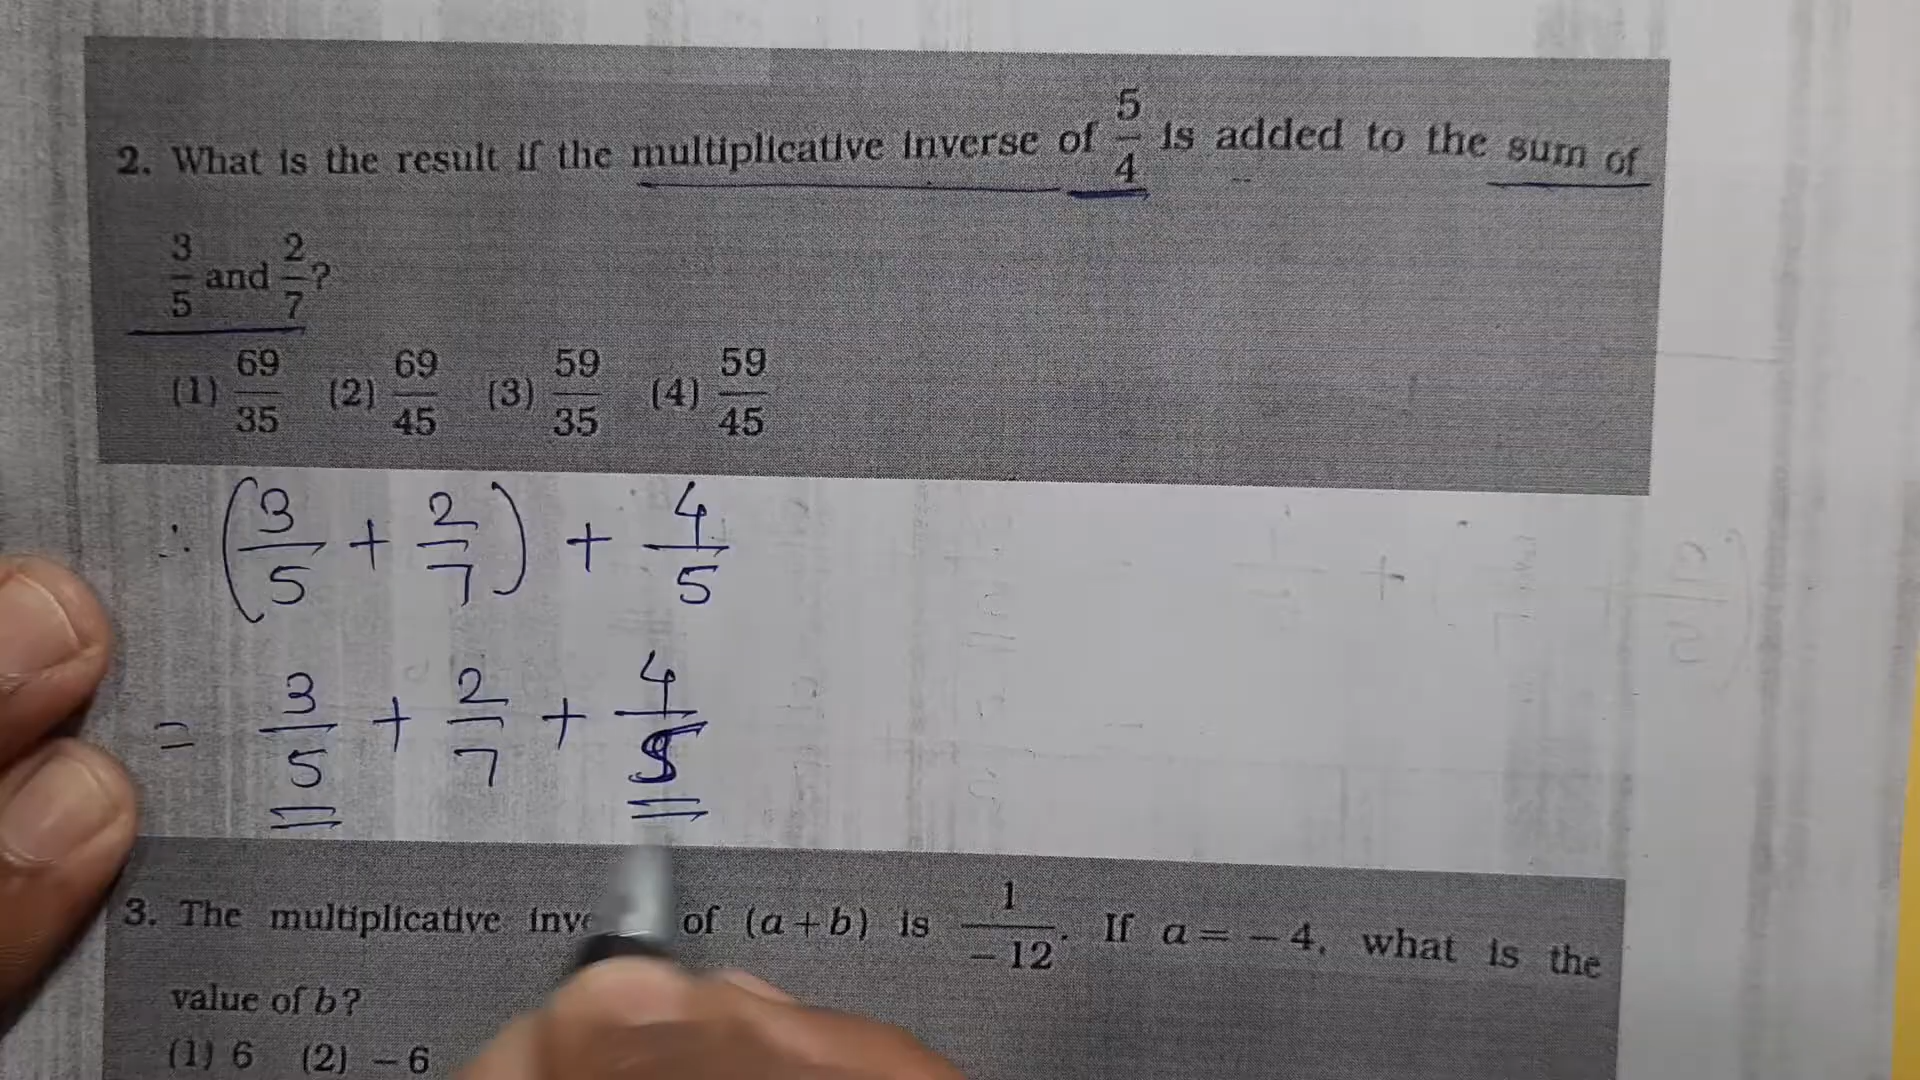 2. What is the result if the multiplicative inverse of 5/4 is added to the sum of
3/5 and 2/7?
(1) 69/35 (2) 69/45 (3) 59/35 (4) 59/45
∴ (3/5 + 2/7) + 4/5
= 3/5 + 2/7 + 4/5
3. The multiplicative inve of (a+b) is 1/-12. If a = -4, what is the
value of b?
(1) 6 (2) -6